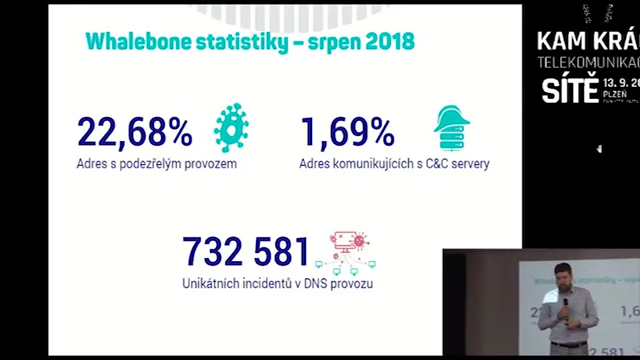 Whalebone statistiky – srpen 2018
22,68%
Adres s podezřelým provozem
1,69%
Adres komunikujících s C&C servery
732 581
Unikátních incidentů v DNS provozu
KAM KRÁ
TELEKOMUNIKAC
SÍTĚ
13. 9. 20
PLZEŇ